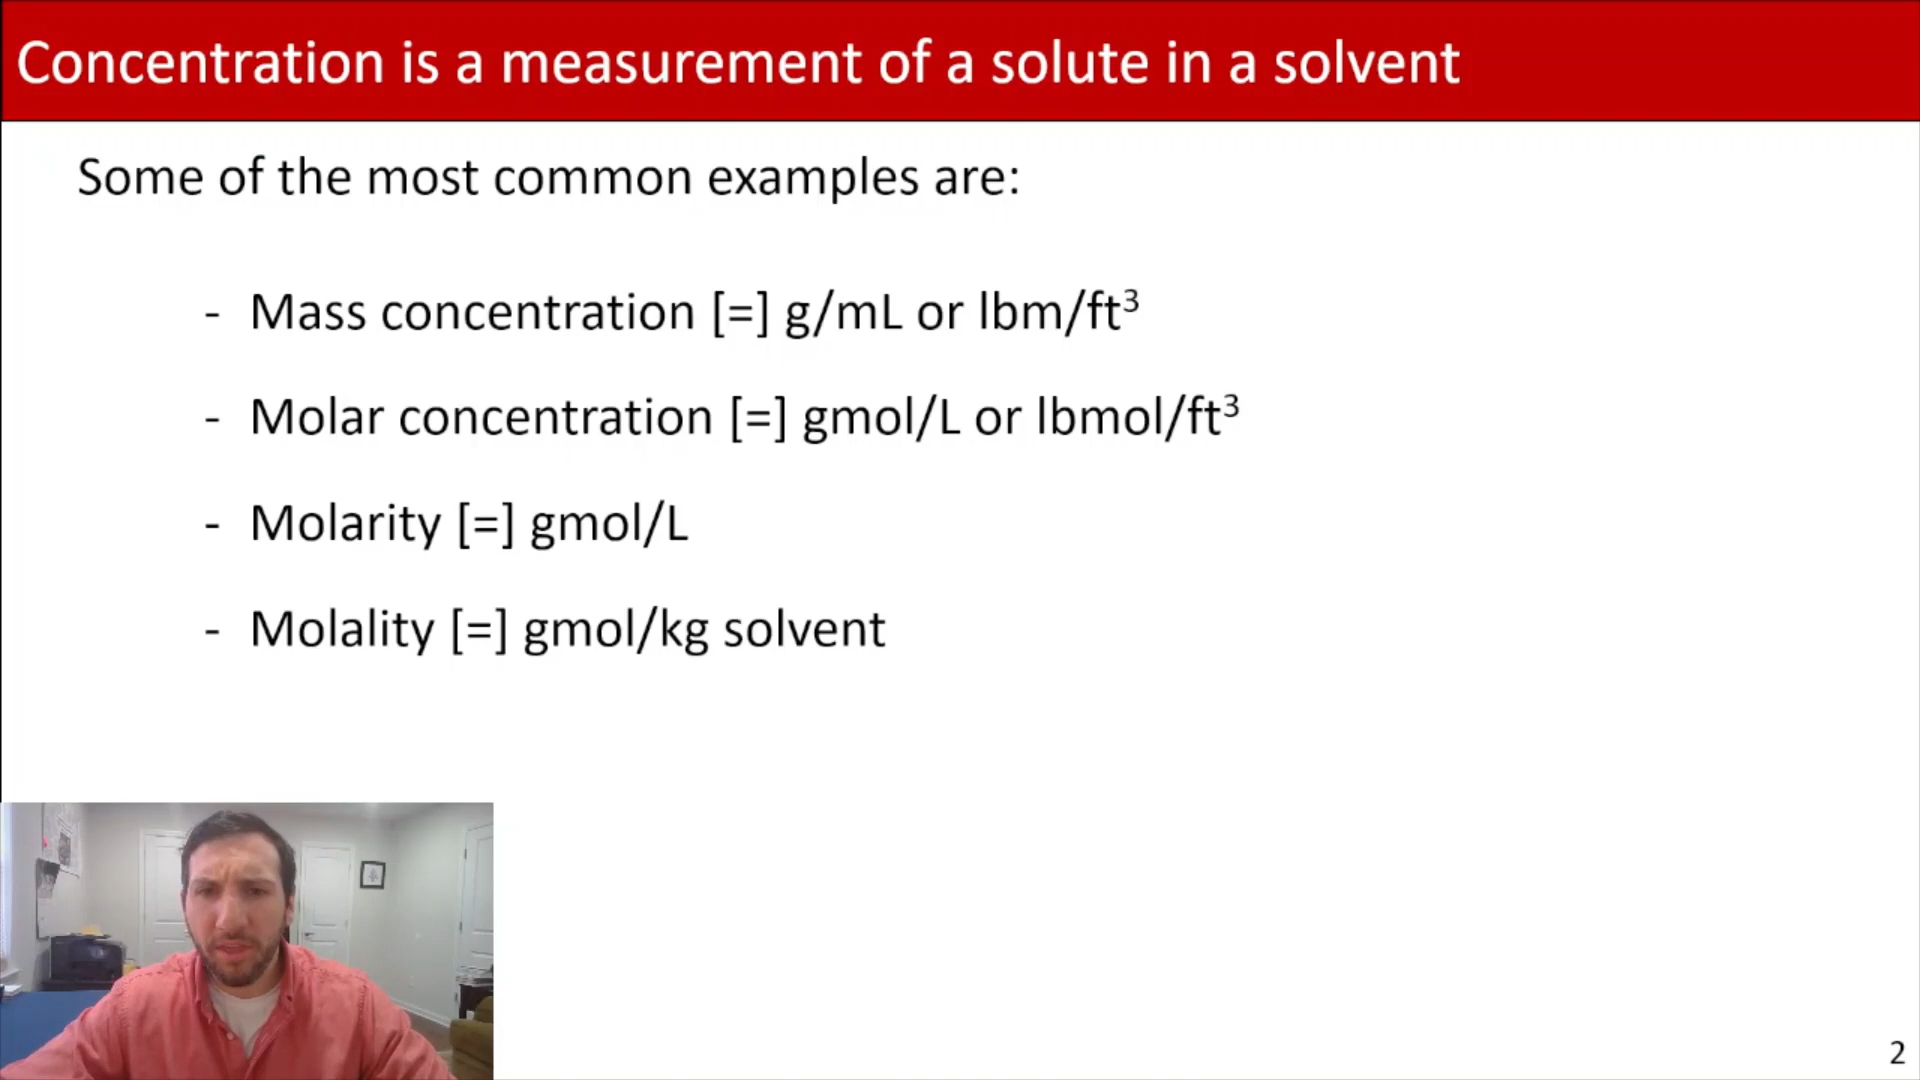 Concentration is a measurement of a solute in a solvent
Some of the most common examples are:
- Mass concentration [=] g/mL or lbm/ft³
- Molar concentration [=] gmol/L or lbmol/ft³
- Molarity [=] gmol/L
- Molality [=] gmol/kg solvent
2